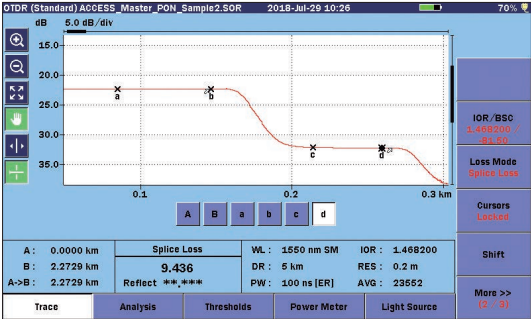 OTDR (Standard) ACCESS_Master_PON_Sample2.SOR 2018-Jul-29 10:26 70%
dB 5.0 dB/div
15.0
20.0
25.0
30.0
35.0
a b c d
0.1 0.2 0.3 km
A B a b c d
IOR/BSC
1.468200
-81.50
Loss Mode
Splice Loss
Cursors
Locked
Shift
More >>
(2 / 3)
A : 0.0000 km
B : 2.2729 km
A->B : 2.2729 km
Splice Loss
9.436
Reflect **.***
WL : 1550 nm SM IOR : 1.468200
DR : 5 km RES : 0.2 m
PW : 100 ns [ER] AVG : 23552
Trace Analysis Thresholds Power Meter Light Source